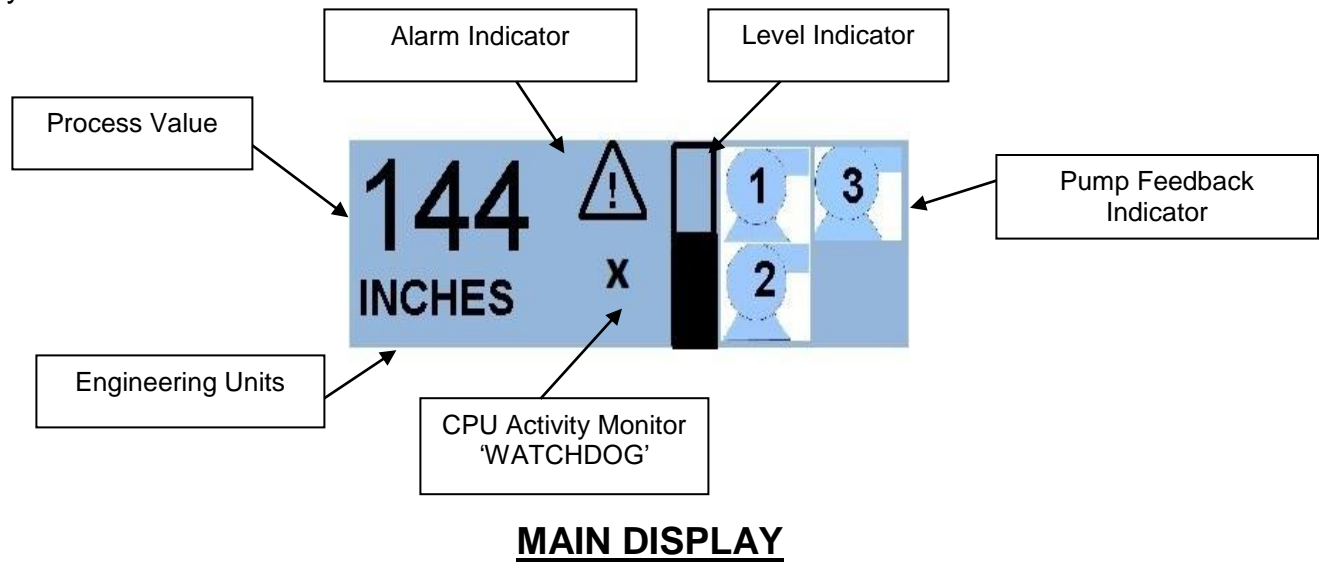 Alarm Indicator
Level Indicator
Process Value
Pump Feedback
Indicator
144
!
1
3
X
2
INCHES
Engineering Units
CPU Activity Monitor
‘WATCHDOG’
MAIN DISPLAY